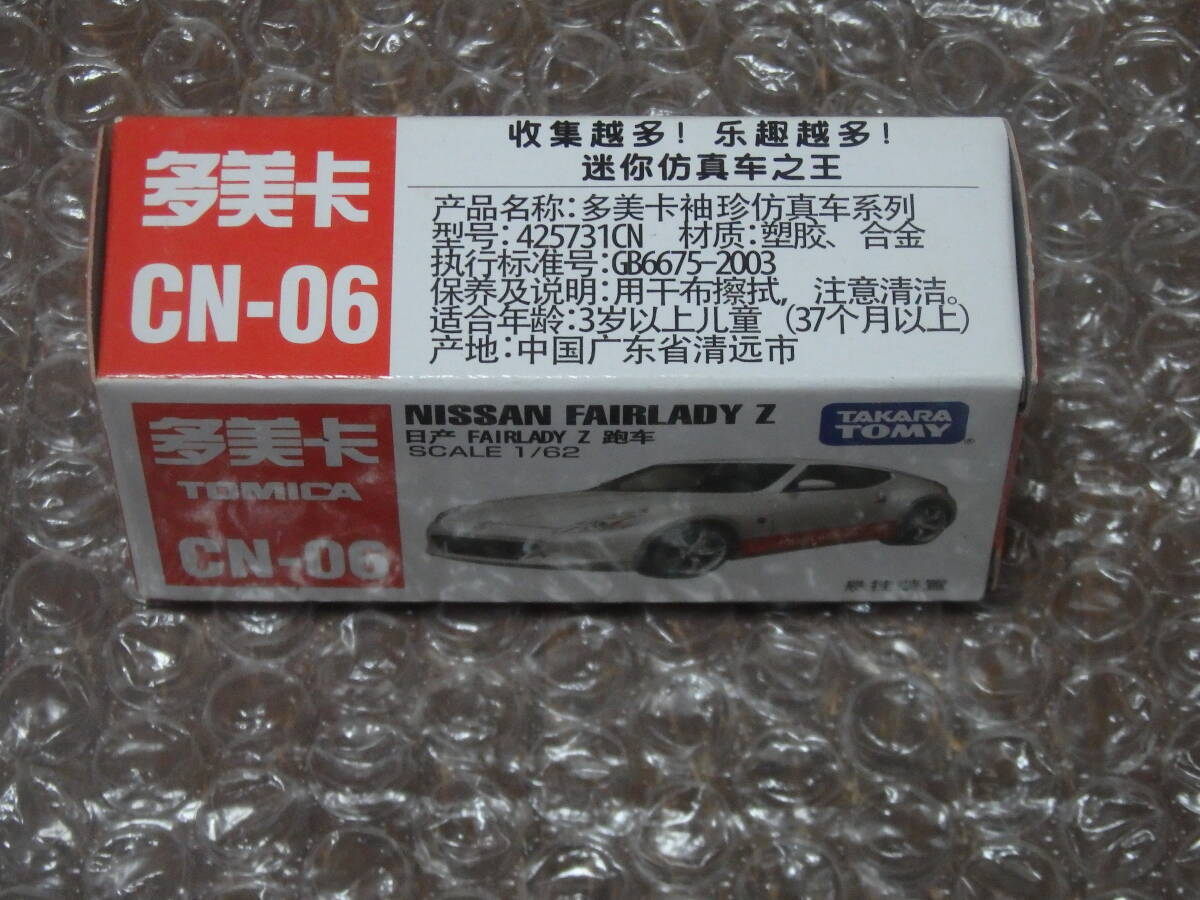 多美卡
CN-06
收集越多！乐趣越多！
迷你仿真车之王
产品名称:多美卡袖珍仿真车系列
型号:425731CN 材质:塑胶、合金
执行标准号:GB6675-2003
保养及说明:用干布擦拭，注意清洁。
适合年龄:3岁以上儿童（37个月以上）
产地:中国广东省清远市
多美卡
TOMICA
CN-06
NISSAN FAIRLADY Z
日产 FAIRLADY Z 跑车
SCALE 1/62
TAKARA
TOMY
悬挂装置